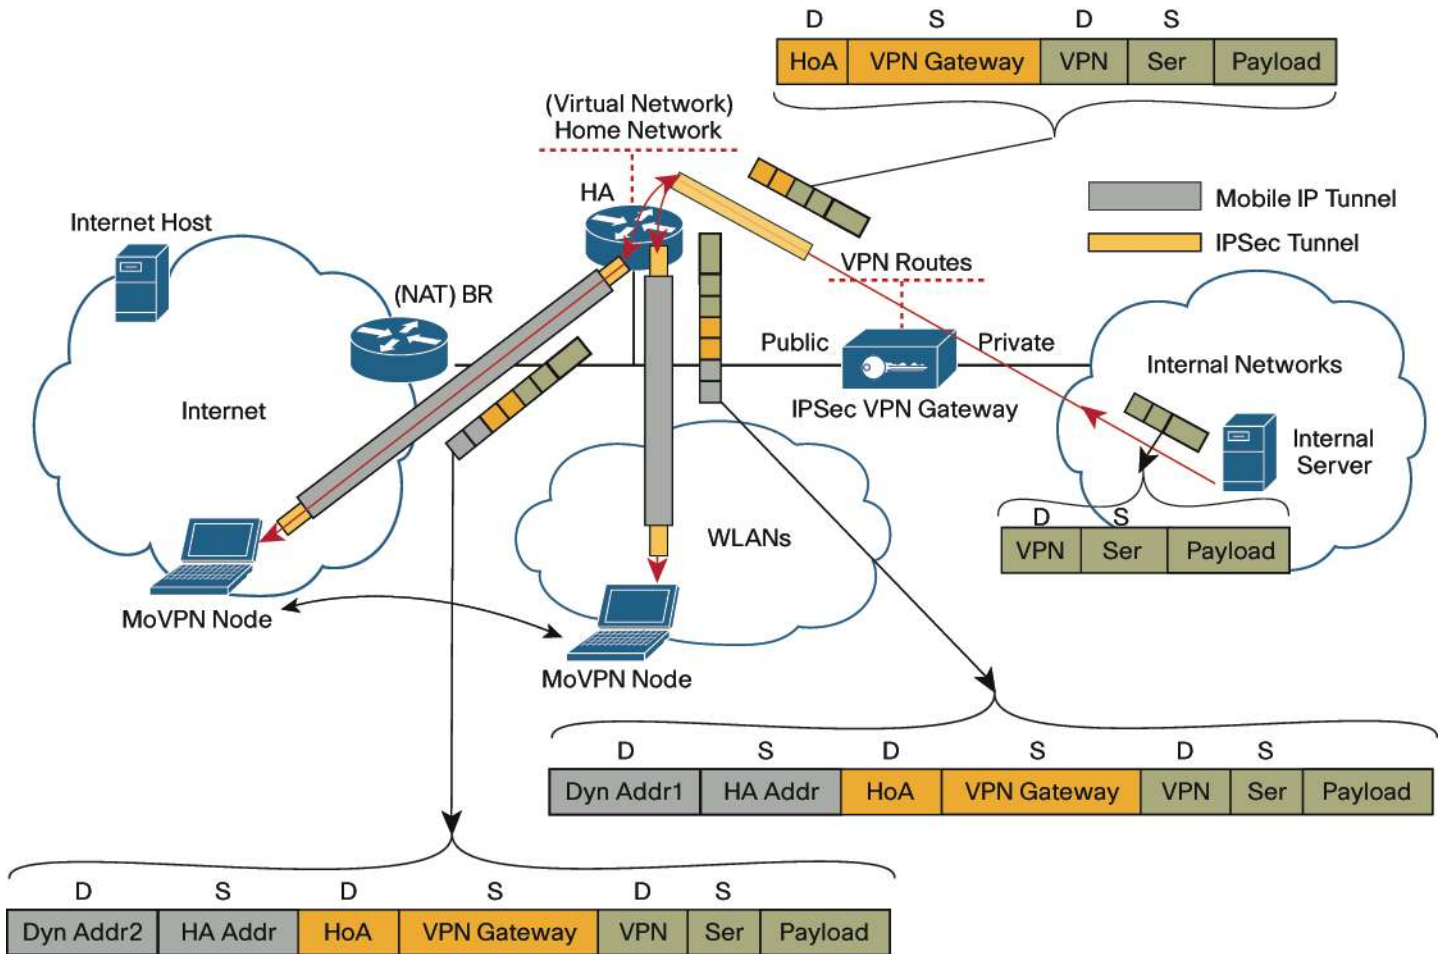 D S D S
HoA VPN Gateway VPN Ser Payload
(Virtual Network)
Home Network
HA
Mobile IP Tunnel
IPSec Tunnel
Internet Host
(NAT) BR
VPN Routes
Public
Private
IPSec VPN Gateway
Internal Networks
Internet
Internal
Server
D S
VPN Ser Payload
WLANs
MoVPN Node
MoVPN Node
D S D S D S
Dyn Addr1 HA Addr HoA VPN Gateway VPN Ser Payload
D S D S D S
Dyn Addr2 HA Addr HoA VPN Gateway VPN Ser Payload